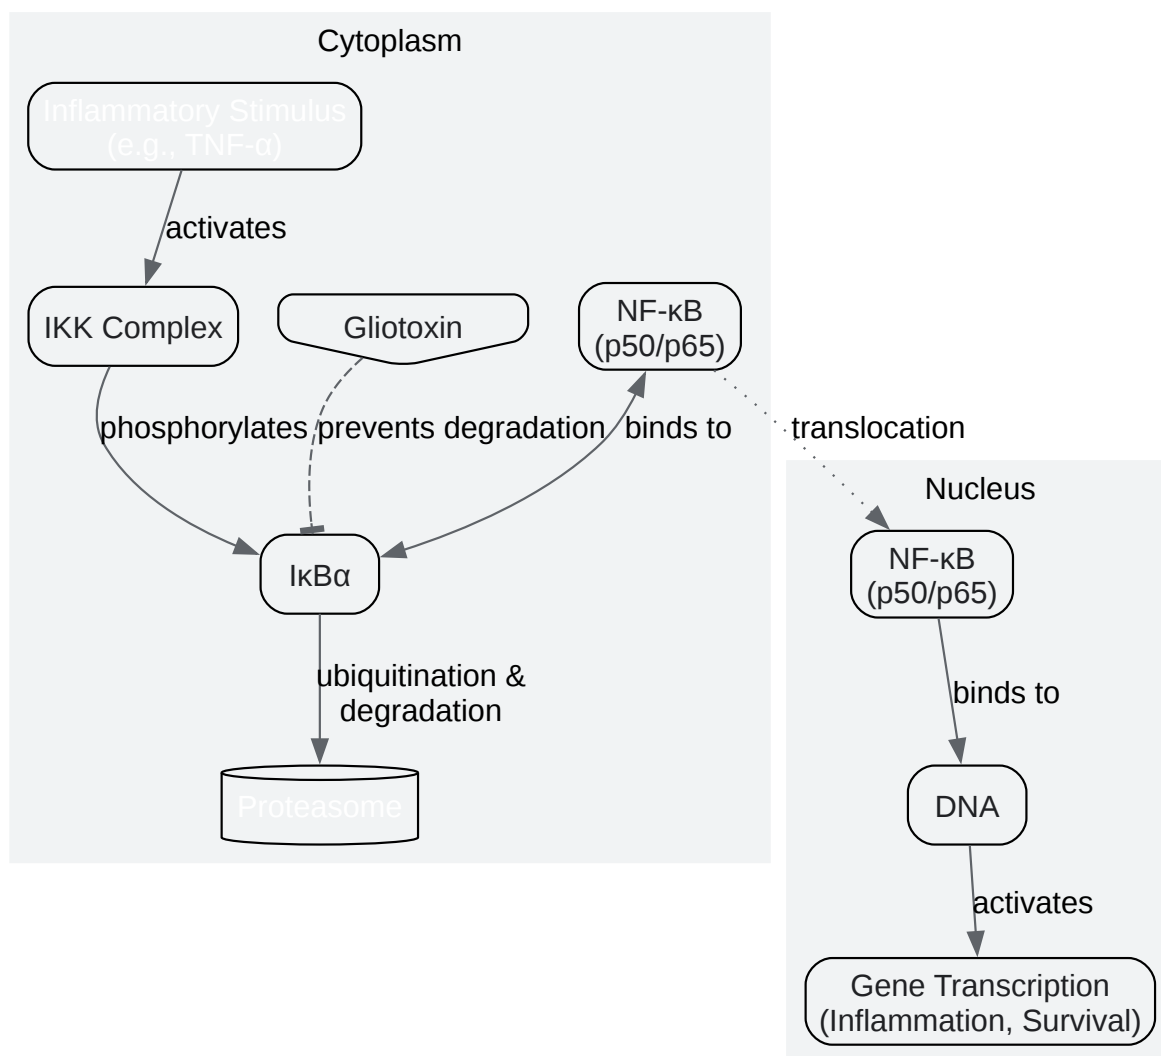 Cytoplasm
Inflammatory Stimulus
(e.g., TNF-α)
activates
IKK Complex
Gliotoxin
NF-κB
(p50/p65)
phosphorylates
prevents degradation
binds to
translocation
Nucleus
IκBα
NF-κB
(p50/p65)
ubiquitination &
degradation
binds to
Proteasome
DNA
activates
Gene Transcription
(Inflammation, Survival)